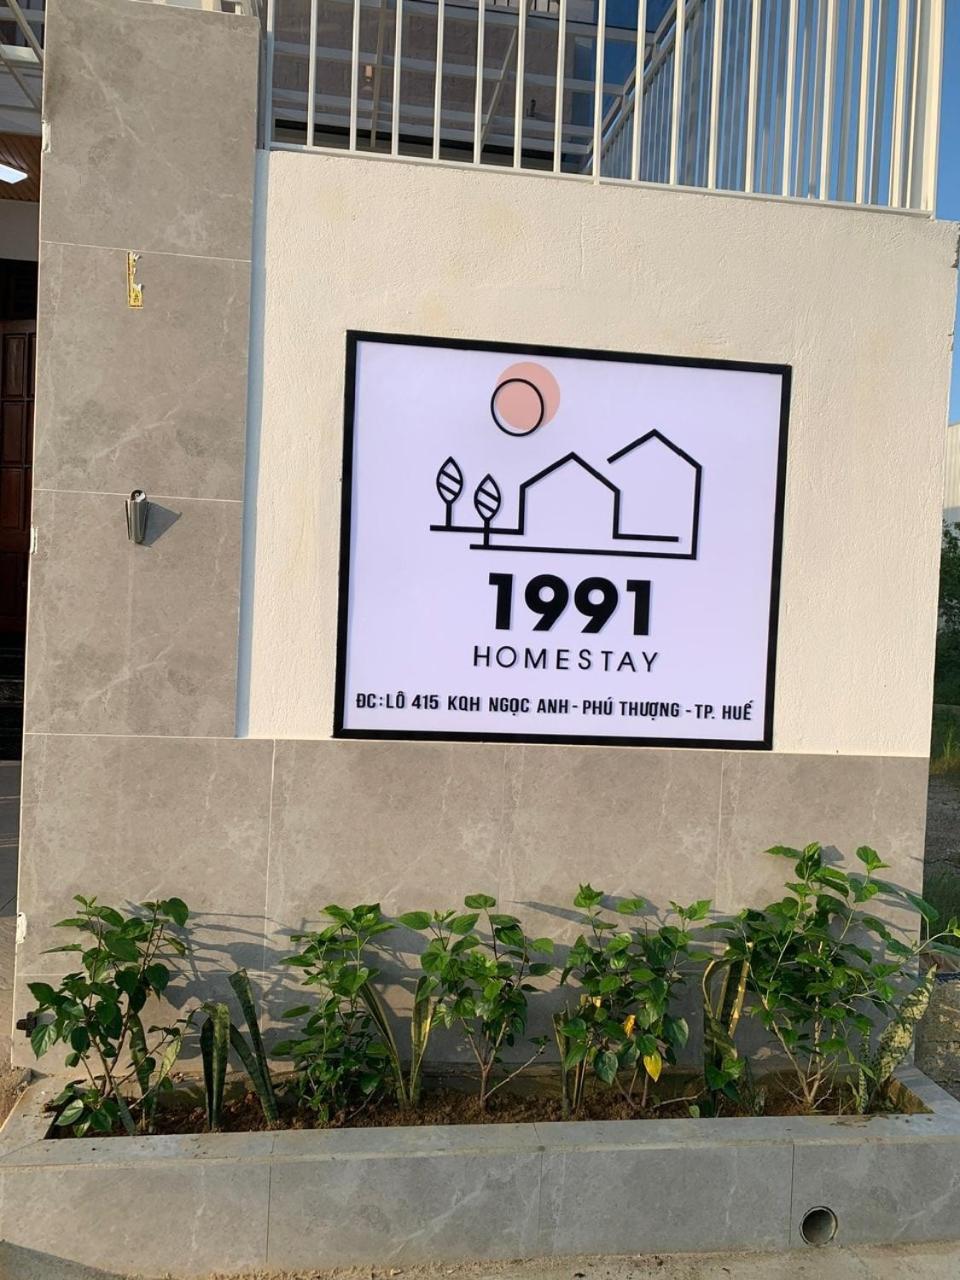 1991
HOMESTAY
ĐC:LÔ 415 KQH NGỌC ANH - PHÚ THƯỢNG - TP. HUẾ